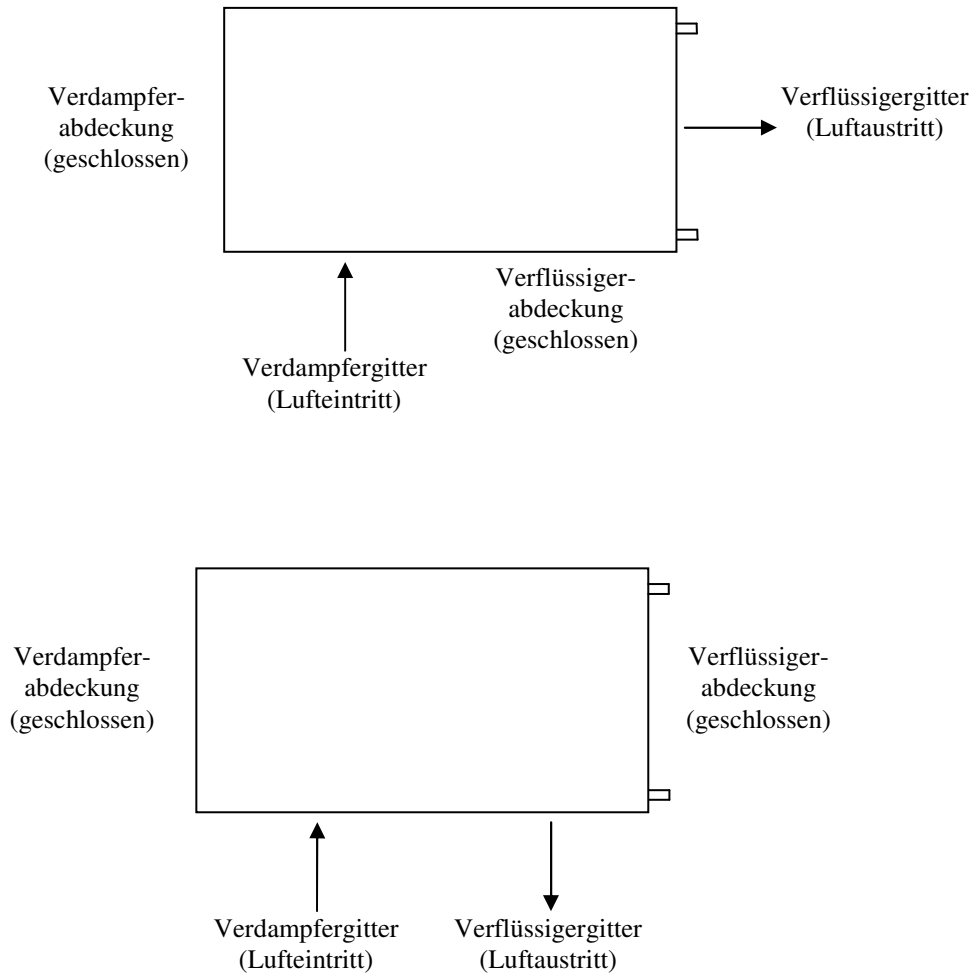 Verdampfer-
abdeckung
(geschlossen)
Verflüssigergitter
(Luftaustritt)
Verflüssiger-
abdeckung
(geschlossen)
Verdampfergitter
(Lufteintritt)
Verdampfer-
abdeckung
(geschlossen)
Verflüssiger-
abdeckung
(geschlossen)
Verdampfergitter
(Lufteintritt)
Verflüssigergitter
(Luftaustritt)